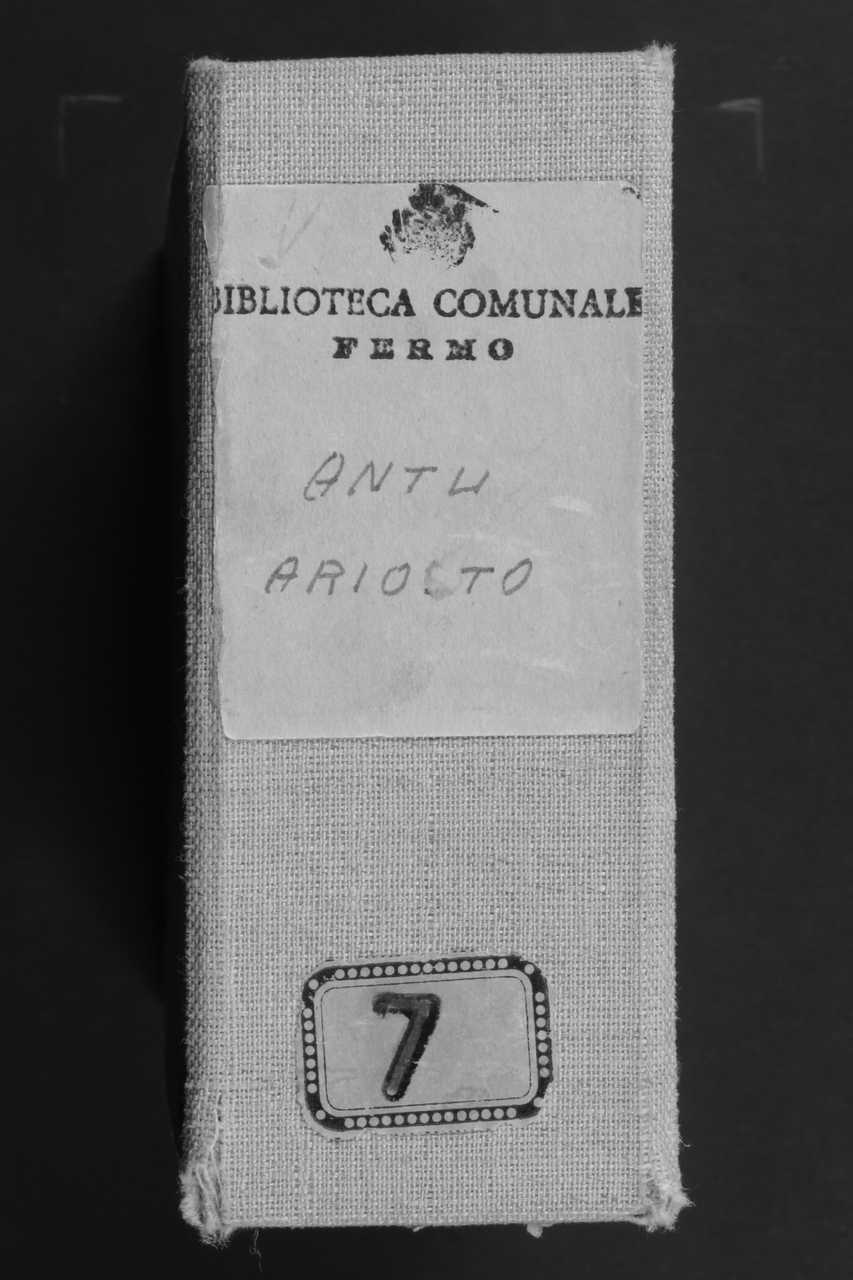 BIBLIOTECA COMUNALE
FERMO
ANTU
ARIOSTO
7